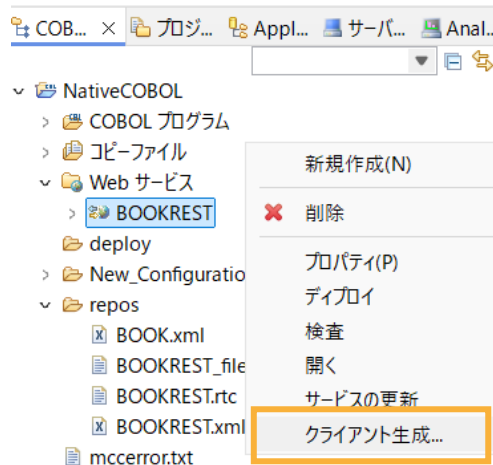 COB... プロジ... Appl... サーバ... Anal...
NativeCOBOL
COBOL プログラム
コピーファイル
Web サービス
BOOKREST
deploy
New_Configuratio
repos
BOOK.xml
BOOKREST_file
BOOKREST.rtc
BOOKREST.xml
mccerror.txt
新規作成(N)
削除
プロパティ(P)
ディプロイ
検査
開く
サービスの更新
クライアント生成...